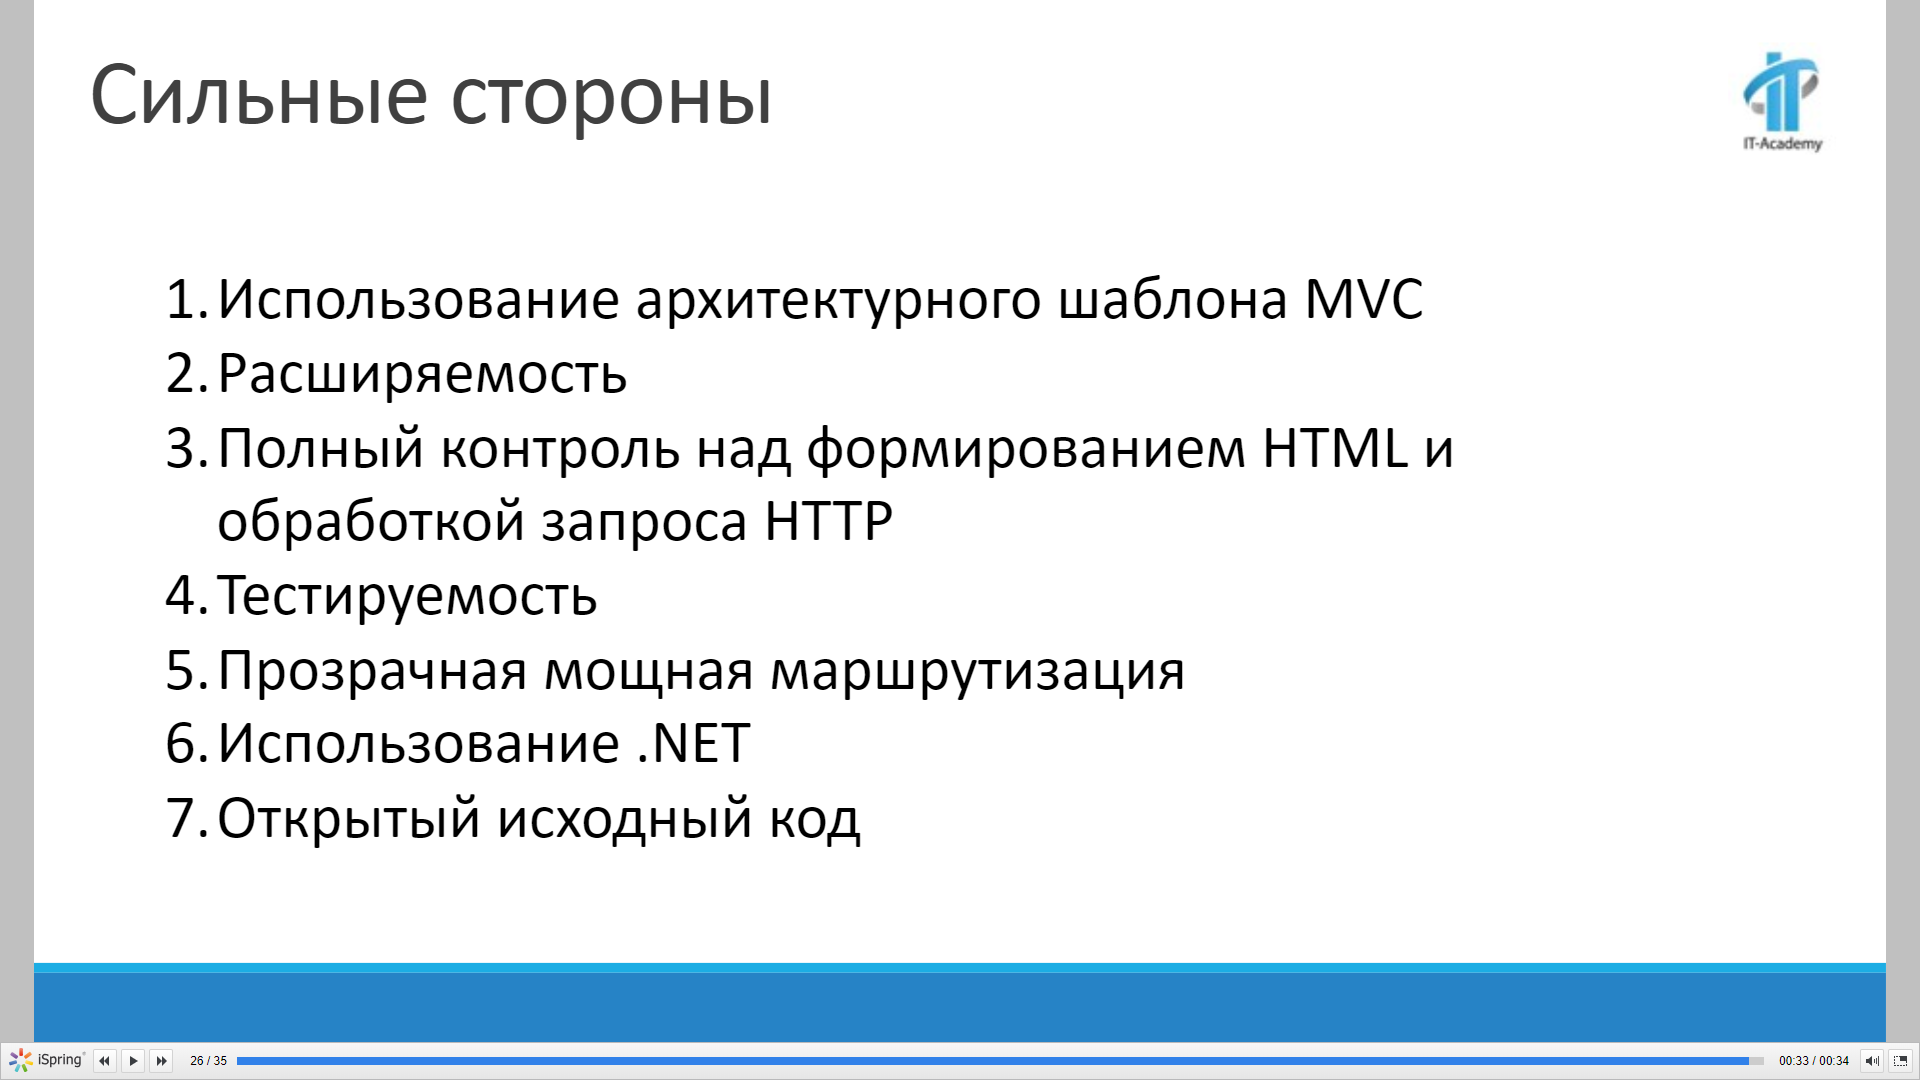 Сильные стороны
IT-Academy
1. Использование архитектурного шаблона MVC
2. Расширяемость
3. Полный контроль над формированием HTML и
обработкой запроса HTTP
4. Тестируемость
5. Прозрачная мощная маршрутизация
6. Использование .NET
7. Открытый исходный код
iSpring
26 / 35
00:33 / 00:34